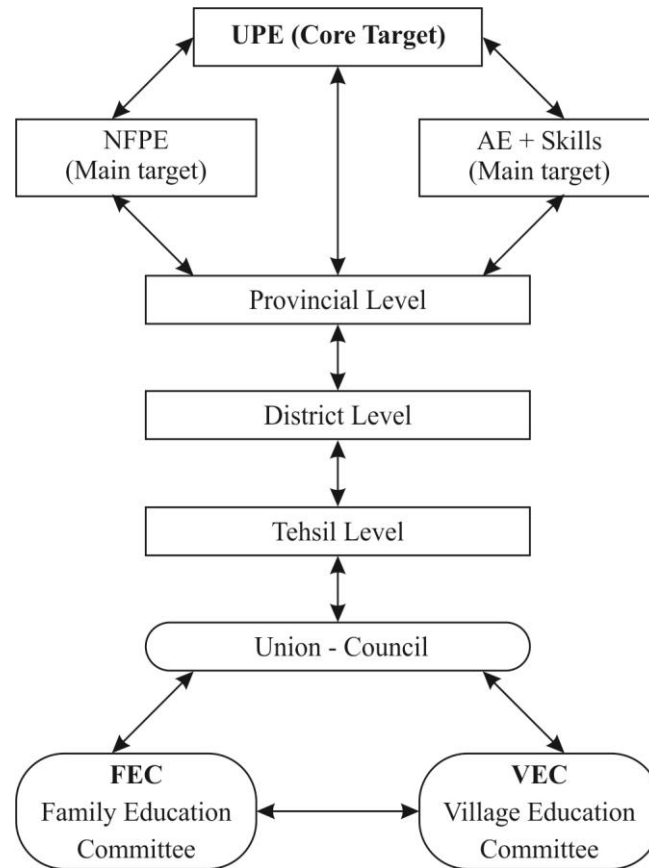 UPE (Core Target)
NFPE
(Main target)
AE + Skills
(Main target)
Provincial Level
District Level
Tehsil Level
Union - Council
FEC
Family Education
Committee
VEC
Village Education
Committee